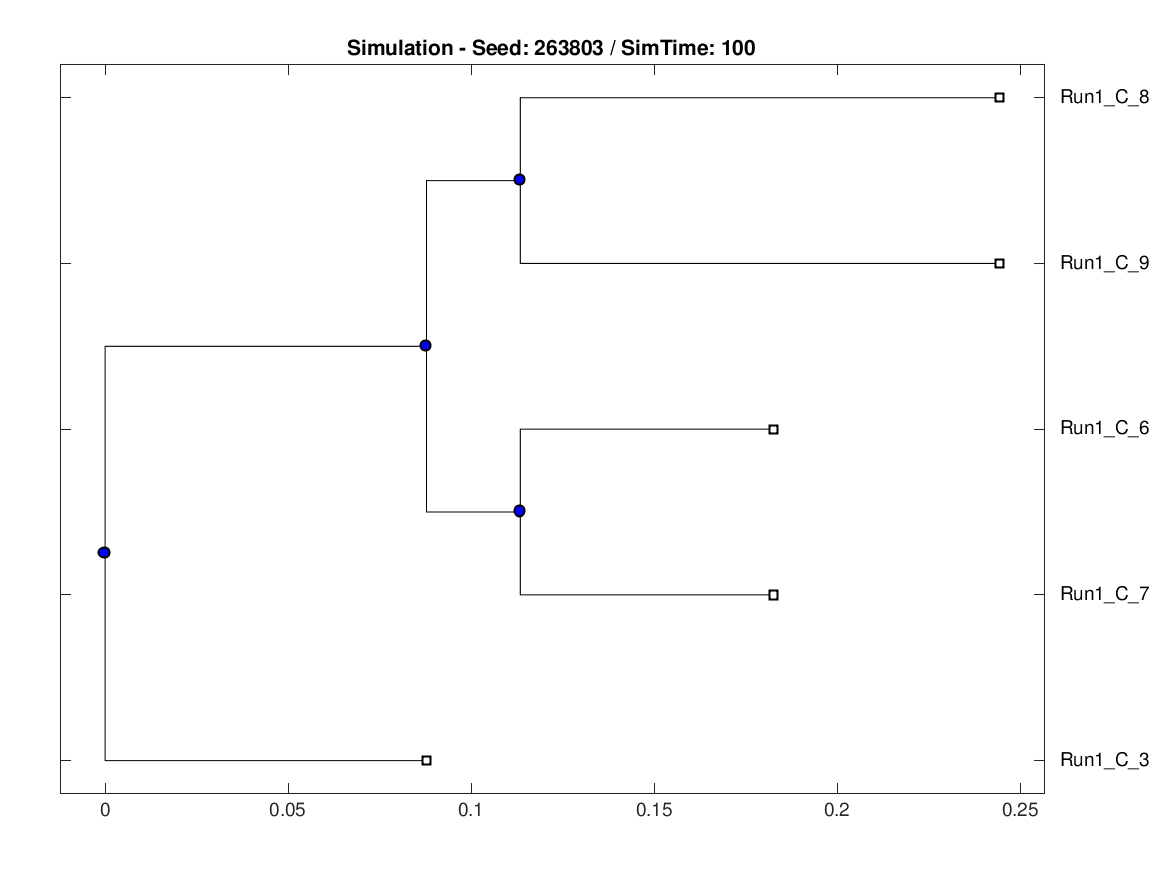 Simulation - Seed: 263803 / SimTime: 100
Run1_C_8
Run1_C_9
Run1_C_6
Run1_C_7
Run1_C_3
0 0.05 0.1 0.15 0.2 0.25